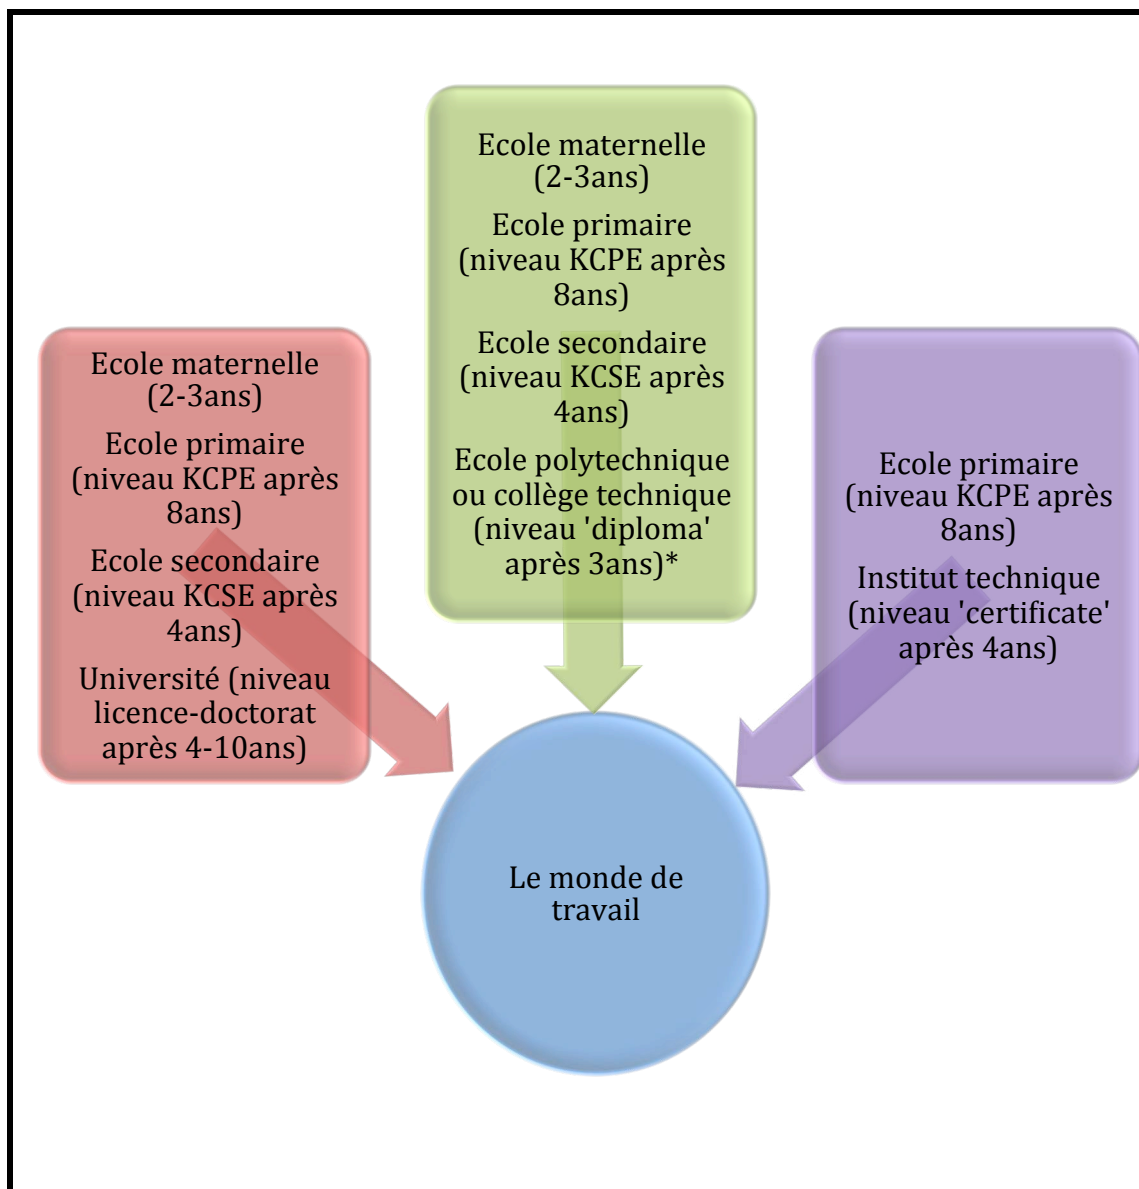 Ecole maternelle
(2-3ans)
Ecole primaire
(niveau KCPE après
8ans)
Ecole secondaire
(niveau KCSE après
4ans)
Université (niveau
licence-doctorat
après 4-10ans)
Ecole maternelle
(2-3ans)
Ecole primaire
(niveau KCPE après
8ans)
Ecole secondaire
(niveau KCSE après
4ans)
Ecole polytechnique
ou collège technique
(niveau 'diploma'
après 3ans)*
Ecole primaire
(niveau KCPE après
8ans)
Institut technique
(niveau 'certificate'
après 4ans)
Le monde de
travail